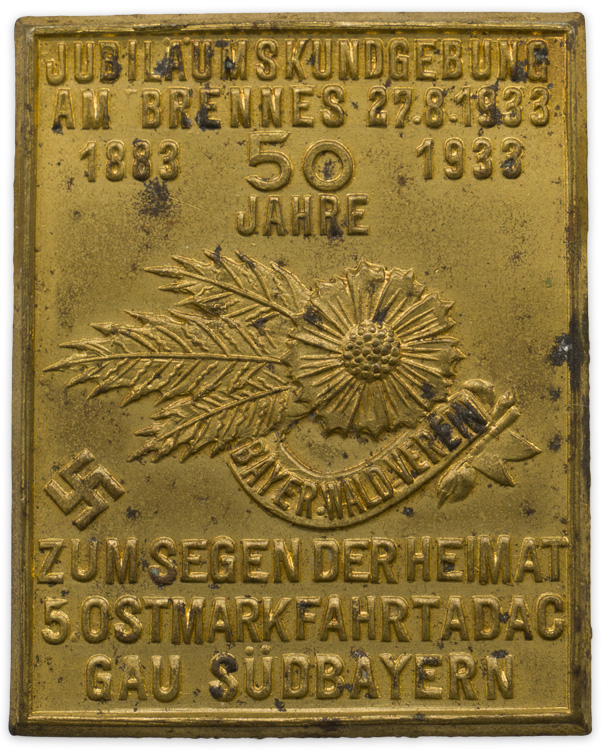 JUBILÄUMSKUNDGEBUNG
AM BRENNES 27.8.1933
1883 50 1933
JAHRE
BAYER.WALD-VEREIN
ZUM SEGEN DER HEIMAT
5. OSTMARKFAHRT ADAC
GAU SÜDBAYERN